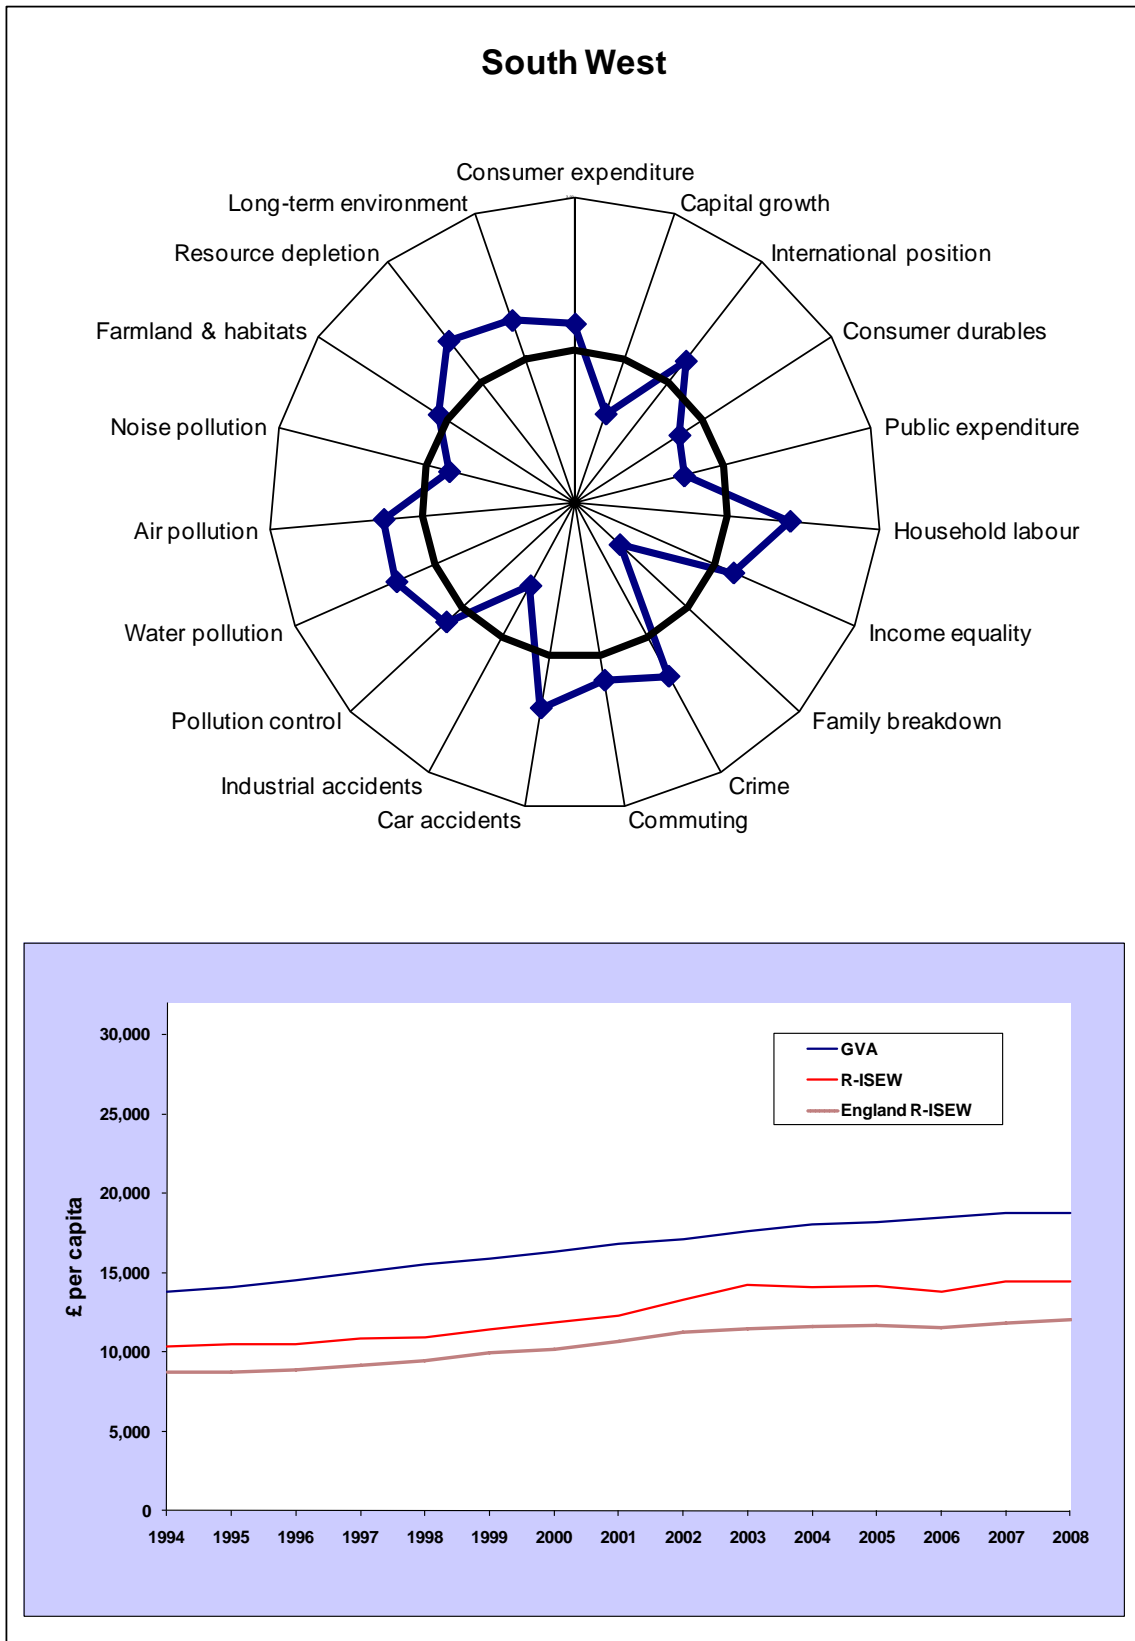 South West
Consumer expenditure
Long-term environment
Capital growth
Resource depletion
International position
Farmland & habitats
Consumer durables
Noise pollution
Public expenditure
Air pollution
Household labour
Water pollution
Income equality
Pollution control
Family breakdown
Industrial accidents
Crime
Car accidents
Commuting
30,000
25,000
20,000
15,000
10,000
5,000
0
£ per capita
GVA
R-ISEW
England R-ISEW
1994 1995 1996 1997 1998 1999 2000 2001 2002 2003 2004 2005 2006 2007 2008